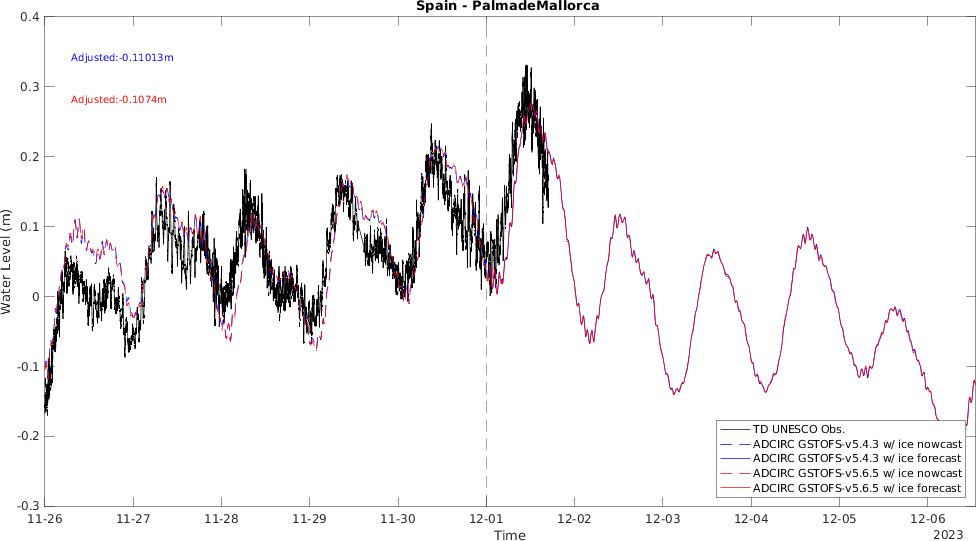 Spain - PalmadeMallorca
0.4
Adjusted:-0.11013m
0.3
Adjusted:-0.1074m
0.2
0.1
0
-0.1
-0.2
-0.3
Water Level (m)
TD UNESCO Obs.
ADCIRC GSTOFS-v5.4.3 w/ ice nowcast
ADCIRC GSTOFS-v5.4.3 w/ ice forecast
ADCIRC GSTOFS-v5.6.5 w/ ice nowcast
ADCIRC GSTOFS-v5.6.5 w/ ice forecast
11-26 11-27 11-28 11-29 11-30 12-01 12-02 12-03 12-04 12-05 12-06
Time
2023